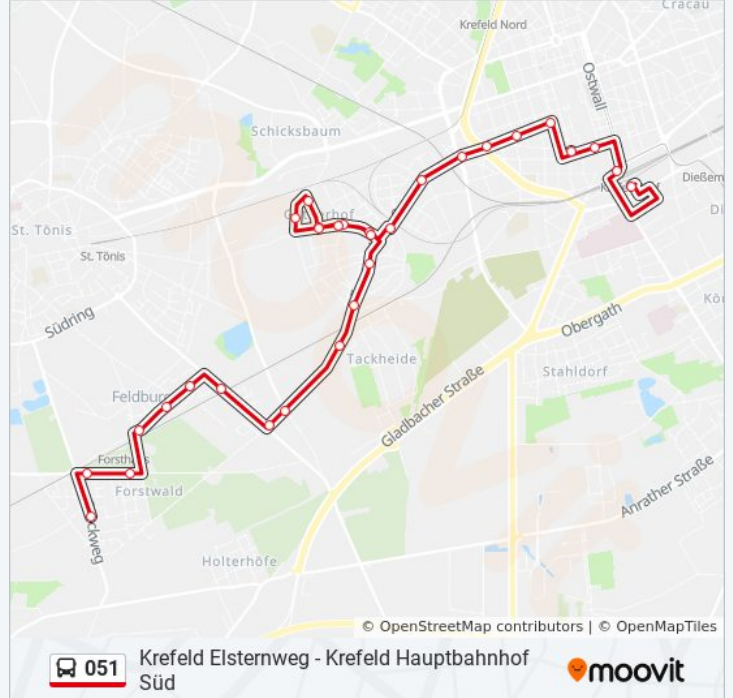 Cracau
Krefeld Nord
Ostwall
Schicksbaum
Dießem
St. Tönis
St. Tönis
Südring
Obergath
Tackheide
Stahldorf
Feldburg
Gladbacher Straße
Forstwald
Anrather Straße
Holterhöfe
© OpenStreetMap contributors | © OpenMapTiles
051
Krefeld Elsternweg - Krefeld Hauptbahnhof
Süd
moovit